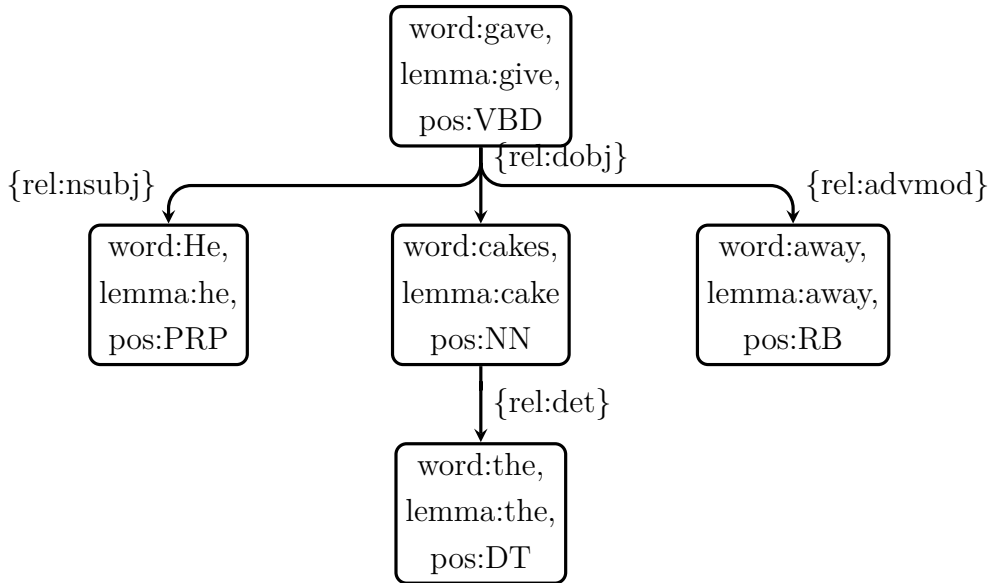 word:gave,
lemma:give,
pos:VBD
{rel:dobj}
{rel:nsubj}
{rel:advmod}
word:He,
lemma:he,
pos:PRP
word:cakes,
lemma:cake
pos:NN
word:away,
lemma:away,
pos:RB
{rel:det}
word:the,
lemma:the,
pos:DT